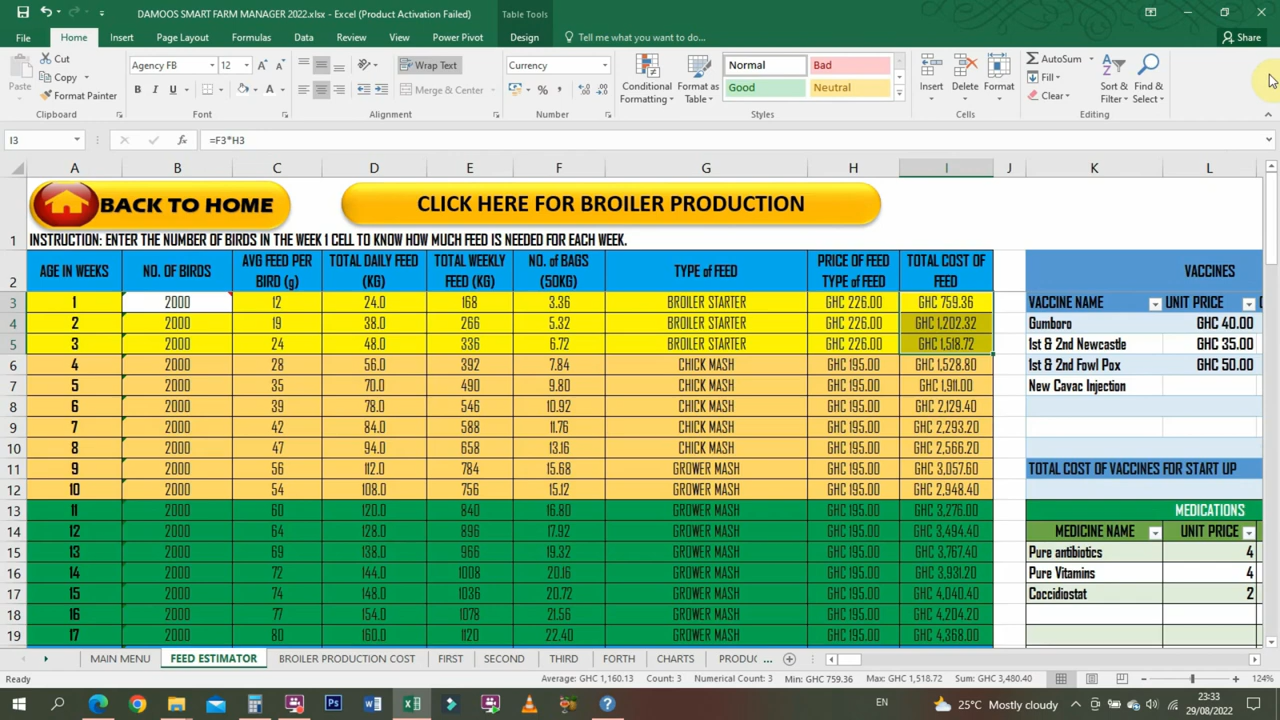 DAMOOS SMART FARM MANAGER 2022.xlsx - Excel (Product Activation Failed)
Table Tools
File Home Insert Page Layout Formulas Data Review View Power Pivot Design Tell me what you want to do... Share
Paste
Cut
Copy
Format Painter
Clipboard
Agency FB 12
B I U
Font
Wrap Text
Merge & Center
Alignment
Currency
Number
Conditional Formatting
Format as Table
Normal Bad
Good Neutral
Styles
Insert Delete Format
Cells
AutoSum
Fill
Clear
Sort & Filter
Find & Select
Editing
I3 fx =F3*H3
A B C D E F G H I J K L
BACK TO HOME
CLICK HERE FOR BROILER PRODUCTION
1 INSTRUCTION: ENTER THE NUMBER OF BIRDS IN THE WEEK 1 CELL TO KNOW HOW MUCH FEED IS NEEDED FOR EACH WEEK.
2 AGE IN WEEKS NO. OF BIRDS AVG FEED PER BIRD (g) TOTAL DAILY FEED (KG) TOTAL WEEKLY FEED (KG) NO. of BAGS (50KG) TYPE of FEED PRICE OF FEED TYPE of FEED TOTAL COST OF FEED VACCINES
3 1 2000 12 24.0 168 3.36 BROILER STARTER GHC 226.00 GHC 759.36 VACCINE NAME UNIT PRICE
4 2 2000 19 38.0 266 5.32 BROILER STARTER GHC 226.00 GHC 1,202.32 Gumboro GHC 40.00
5 3 2000 24 48.0 336 6.72 BROILER STARTER GHC 226.00 GHC 1,518.72 1st & 2nd Newcastle GHC 35.00
6 4 2000 28 56.0 392 7.84 CHICK MASH GHC 195.00 GHC 1,528.80 1st & 2nd Fowl Pox GHC 50.00
7 5 2000 35 70.0 490 9.80 CHICK MASH GHC 195.00 GHC 1,911.00 New Cavac Injection
8 6 2000 39 78.0 546 10.92 CHICK MASH GHC 195.00 GHC 2,129.40
9 7 2000 42 84.0 588 11.76 CHICK MASH GHC 195.00 GHC 2,293.20
10 8 2000 47 94.0 658 13.16 CHICK MASH GHC 195.00 GHC 2,566.20
11 9 2000 56 112.0 784 15.68 GROWER MASH GHC 195.00 GHC 3,057.60 TOTAL COST OF VACCINES FOR START UP
12 10 2000 54 108.0 756 15.12 GROWER MASH GHC 195.00 GHC 2,948.40
13 11 2000 60 120.0 840 16.80 GROWER MASH GHC 195.00 GHC 3,276.00 MEDICATIONS
14 12 2000 64 128.0 896 17.92 GROWER MASH GHC 195.00 GHC 3,494.40 MEDICINE NAME UNIT PRICE
15 13 2000 69 138.0 966 19.32 GROWER MASH GHC 195.00 GHC 3,767.40 Pure antibiotics 4
16 14 2000 72 144.0 1008 20.16 GROWER MASH GHC 195.00 GHC 3,931.20 Pure Vitamins 4
17 15 2000 74 148.0 1036 20.72 GROWER MASH GHC 195.00 GHC 4,040.40 Coccidiostat 2
18 16 2000 77 154.0 1078 21.56 GROWER MASH GHC 195.00 GHC 4,204.20
19 17 2000 80 160.0 1120 22.40 GROWER MASH GHC 195.00 GHC 4,368.00
MAIN MENU FEED ESTIMATOR BROILER PRODUCTION COST FIRST SECOND THIRD FORTH CHARTS PRODUC ...
Ready Average: GHC 1,160.13 Count: 3 Numerical Count: 3 Min: GHC 759.36 Max: GHC 1,518.72 Sum: GHC 3,480.40 124%
EN 25°C Mostly cloudy 23:33
29/08/2022